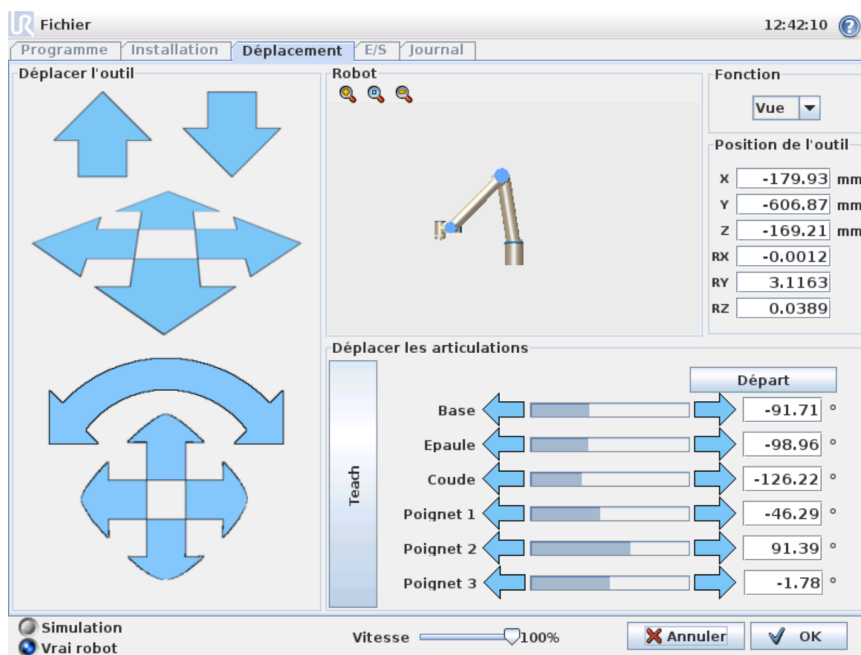 UR Fichier 12:42:10 ?
Programme Installation Déplacement E/S Journal
Déplacer l'outil
Robot
Fonction
Vue
Position de l'outil
X -179.93 mm
Y -606.87 mm
Z -169.21 mm
RX -0.0012
RY 3.1163
RZ 0.0389
Déplacer les articulations
Teach
Départ
Base -91.71 °
Epaule -98.96 °
Coude -126.22 °
Poignet 1 -46.29 °
Poignet 2 91.39 °
Poignet 3 -1.78 °
Simulation
Vrai robot
Vitesse 100%
Annuler
OK